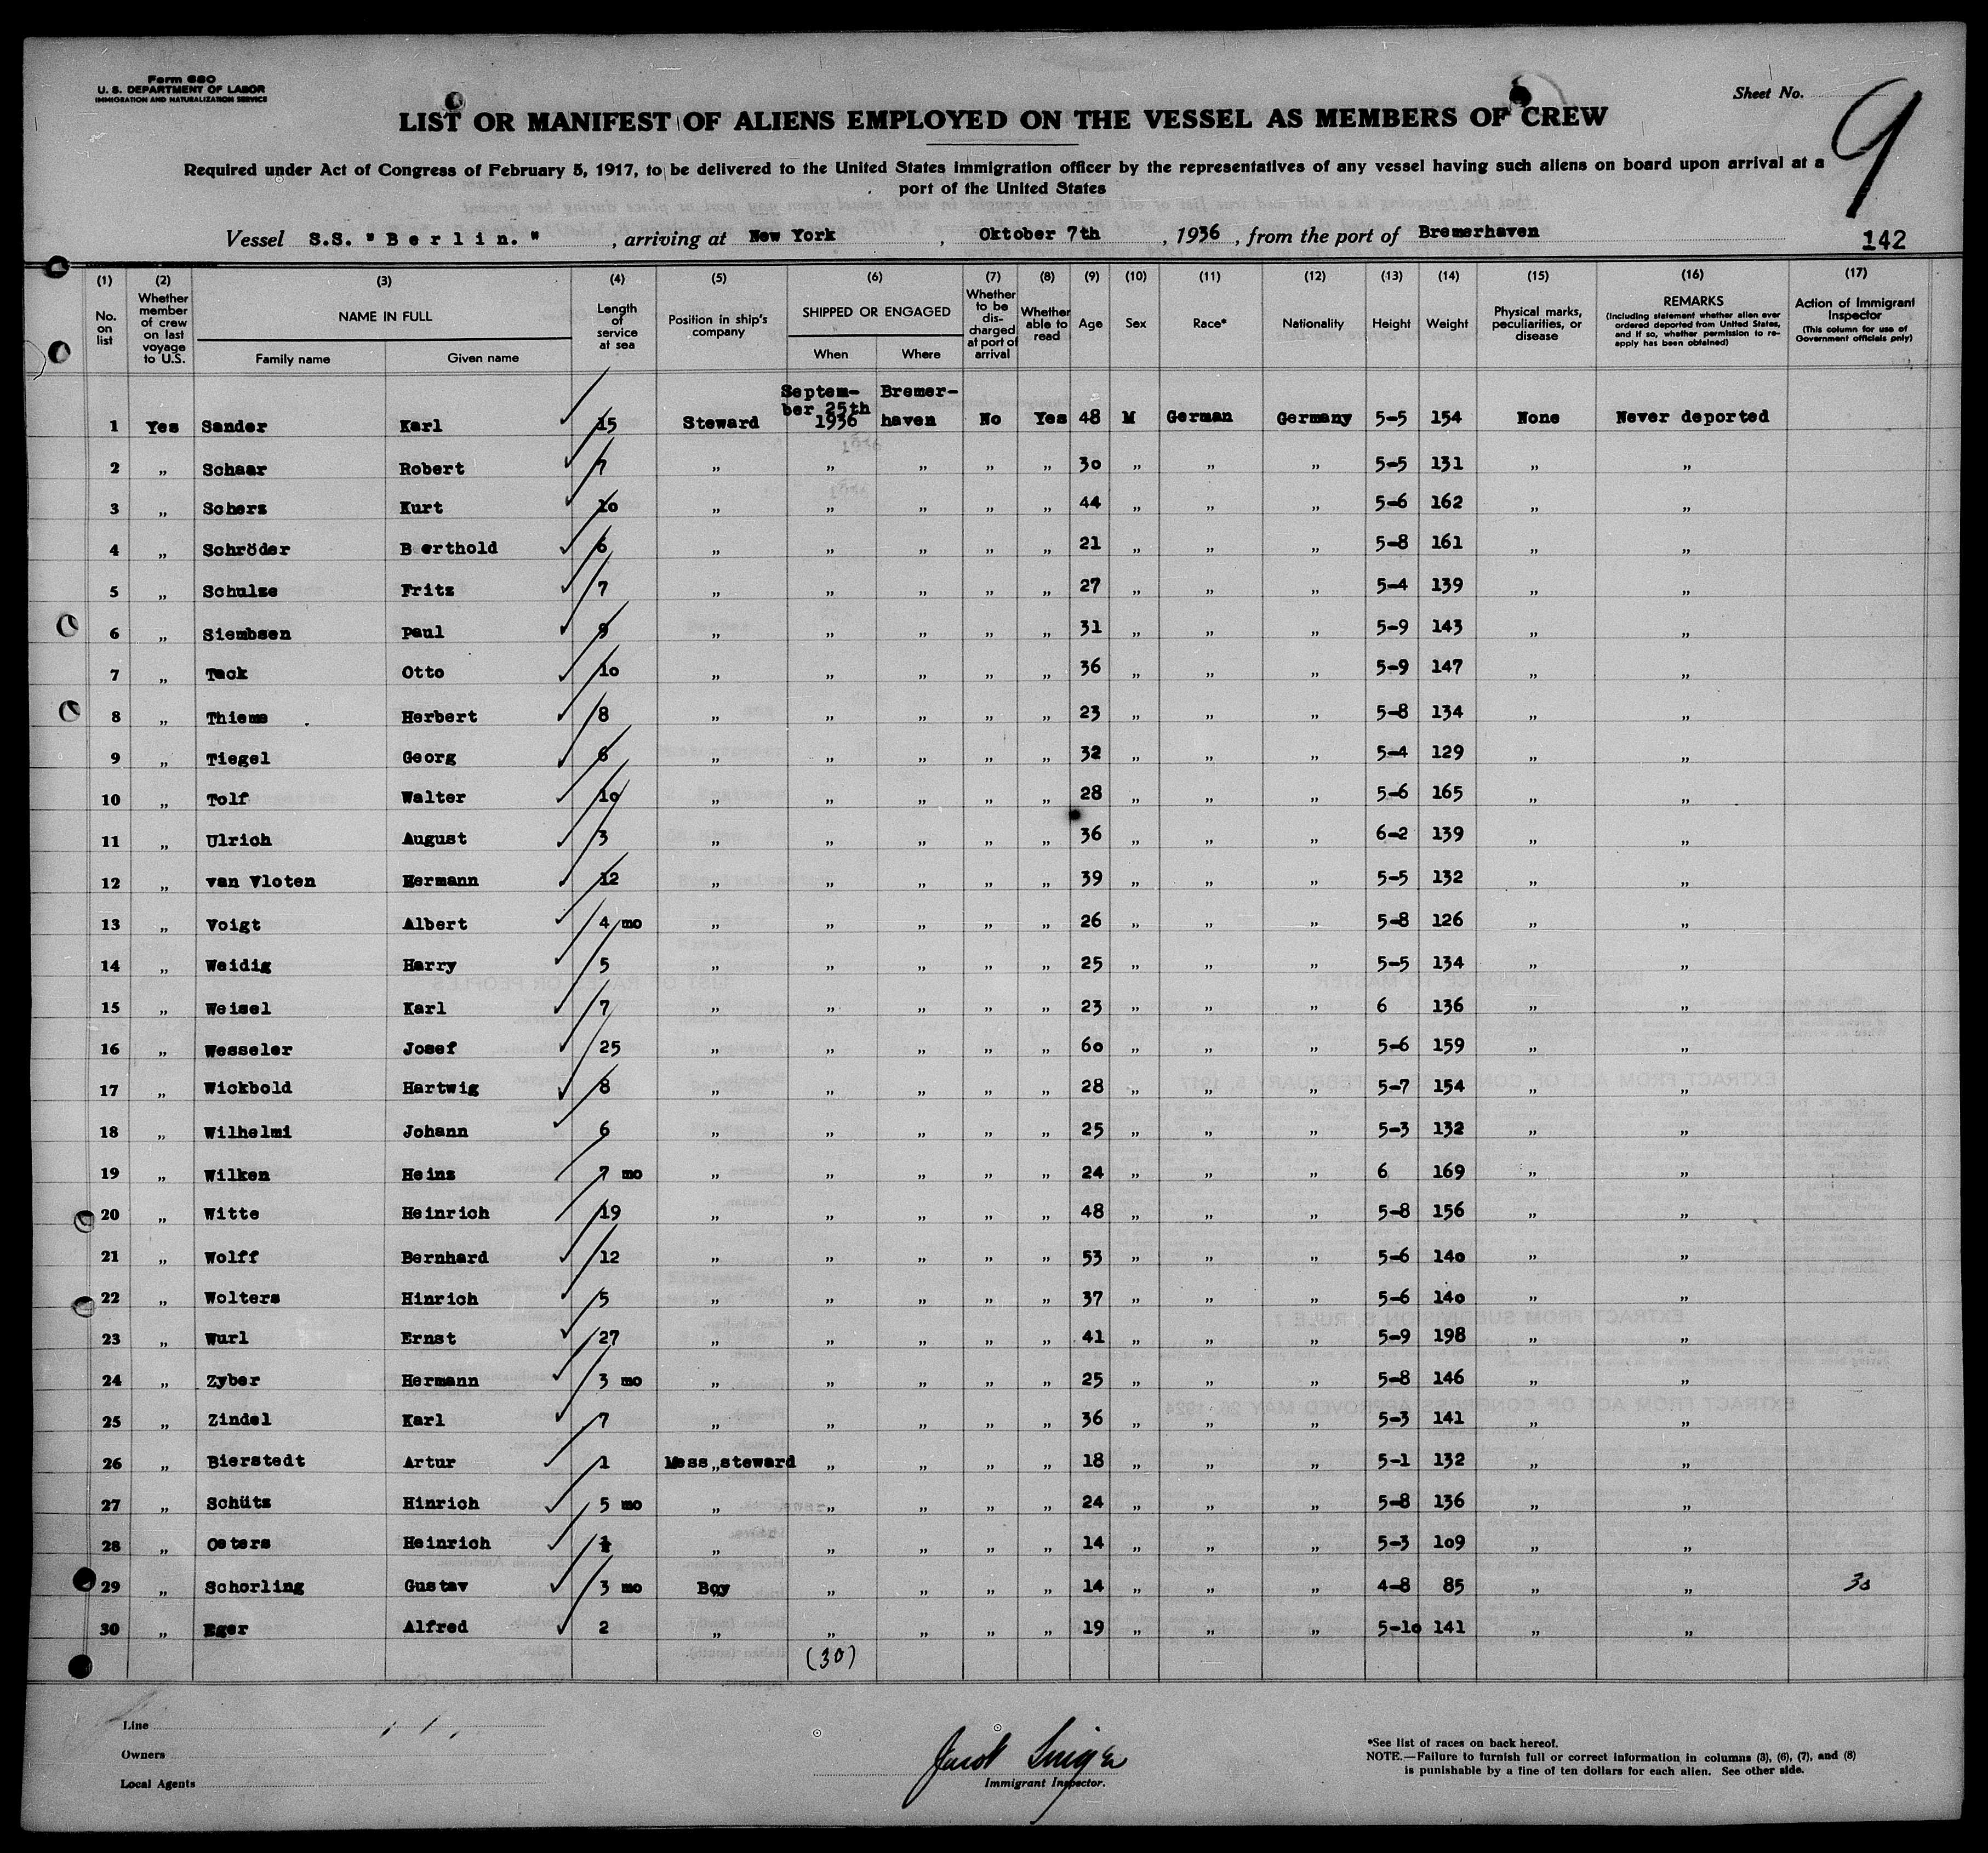 Form 680
U. S. DEPARTMENT OF LABOR
IMMIGRATION AND NATURALIZATION SERVICE
Sheet No. 9
LIST OR MANIFEST OF ALIENS EMPLOYED ON THE VESSEL AS MEMBERS OF CREW
Required under Act of Congress of February 5, 1917, to be delivered to the United States immigration officer by the representatives of any vessel having such aliens on board upon arrival at a
port of the United States
Vessel S.S. "Berlin." , arriving at New York , Oktober 7th , 1936 , from the port of Bremerhaven
142
(1) (2) (3) (4) (5) (6) (7) (8) (9) (10) (11) (12) (13) (14) (15) (16) (17)
No. on list
Whether member of crew on last voyage to U.S.
NAME IN FULL
Family name Given name
Length of service at sea
Position in ship's company
SHIPPED OR ENGAGED
When Where
Whether to be discharged at port of arrival
Whether able to read
Age
Sex
Race*
Nationality
Height
Weight
Physical marks, peculiarities, or disease
REMARKS
(Including statement whether alien ever ordered deported from United States, and if so, whether permission to reapply has been obtained)
Action of Immigrant Inspector
(This column for use of Government officials only)
1 Yes Sander Karl 15 Steward September 25th 1936 Bremerhaven No Yes 48 M German Germany 5-5 154 None Never deported
2 " Schaar Robert 7 " " " " " 30 " " " 5-5 131 " "
3 " Scherz Kurt 10 " " " " " 44 " " " 5-6 162 " "
4 " Schröder Berthold 6 " " " " " 21 " " " 5-8 161 " "
5 " Schulze Fritz 7 " " " " " 27 " " " 5-4 139 " "
6 " Siembsen Paul 9 " " " " " 31 " " " 5-9 143 " "
7 " Tack Otto 10 " " " " " 36 " " " 5-9 147 " "
8 " Thieme Herbert 8 " " " " " 23 " " " 5-8 134 " "
9 " Tiegel Georg 6 " " " " " 32 " " " 5-4 129 " "
10 " Tolf Walter 10 " " " " " 28 " " " 5-6 165 " "
11 " Ulrich August 3 " " " " " 36 " " " 6-2 139 " "
12 " van Vloten Hermann 12 " " " " " 39 " " " 5-5 132 " "
13 " Voigt Albert 4 mo " " " " " 26 " " " 5-8 126 " "
14 " Weidig Harry 5 " " " " " 25 " " " 5-5 134 " "
15 " Weisel Karl 7 " " " " " 23 " " " 6 136 " "
16 " Wesseler Josef 25 " " " " " 60 " " " 5-6 159 " "
17 " Wickbold Hartwig 8 " " " " " 28 " " " 5-7 154 " "
18 " Wilhelmi Johann 6 " " " " " 25 " " " 5-3 132 " "
19 " Wilken Heinz 7 mo " " " " " 24 " " " 6 169 " "
20 " Witte Heinrich 19 " " " " " 48 " " " 5-8 156 " "
21 " Wolff Bernhard 12 " " " " " 53 " " " 5-6 140 " "
22 " Wolters Hinrich 5 " " " " " 37 " " " 5-6 140 " "
23 " Wurl Ernst 27 " " " " " 41 " " " 5-9 198 " "
24 " Zyber Hermann 3 mo " " " " " 25 " " " 5-8 146 " "
25 " Zindel Karl 7 " " " " " 36 " " " 5-3 141 " "
26 " Bierstedt Artur 1 Mess steward " " " " 18 " " " 5-1 132 " "
27 " Schütz Hinrich 5 mo " " " " " 24 " " " 5-8 136 " "
28 " Osters Heinrich " " " " " 14 " " " 5-3 109 " "
29 " Schorling Gustav 3 mo Boy " " " " 14 " " " 4-8 85 " "
30 " Eger Alfred 2 " " " " " 19 " " " 5-10 141 " "
(30)
Line
Owners
Local Agents
Immigrant Inspector.
*See list of races on back hereof.
NOTE.—Failure to furnish full or correct information in columns (3), (6), (7), and (8)
is punishable by a fine of ten dollars for each alien. See other side.